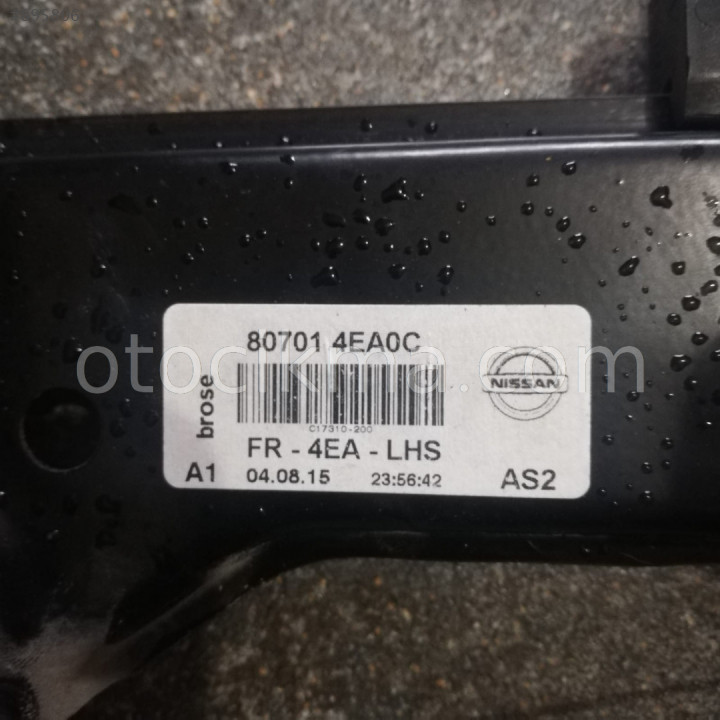 80701 4EA0C
brose
NISSAN
C17310-200
FR - 4EA - LHS
A1 04.08.15 23:56:42 AS2
otocikma.com